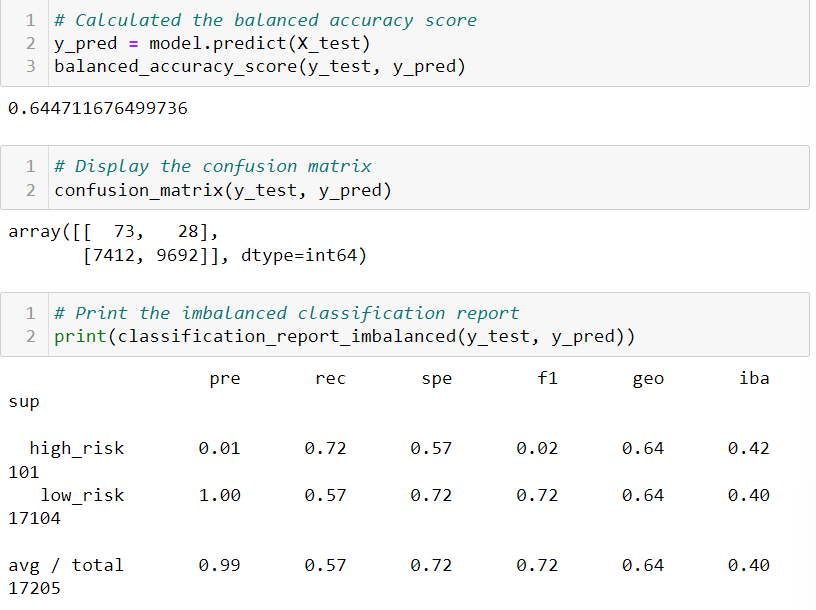 1 # Calculated the balanced accuracy score
2 y_pred = model.predict(X_test)
3 balanced_accuracy_score(y_test, y_pred)
0.644711676499736
1 # Display the confusion matrix
2 confusion_matrix(y_test, y_pred)
array([[  73,   28],
       [7412, 9692]], dtype=int64)
1 # Print the imbalanced classification report
2 print(classification_report_imbalanced(y_test, y_pred))
pre rec spe f1 geo iba
sup
high_risk 0.01 0.72 0.57 0.02 0.64 0.42
101
low_risk 1.00 0.57 0.72 0.72 0.64 0.40
17104
avg / total 0.99 0.57 0.72 0.72 0.64 0.40
17205